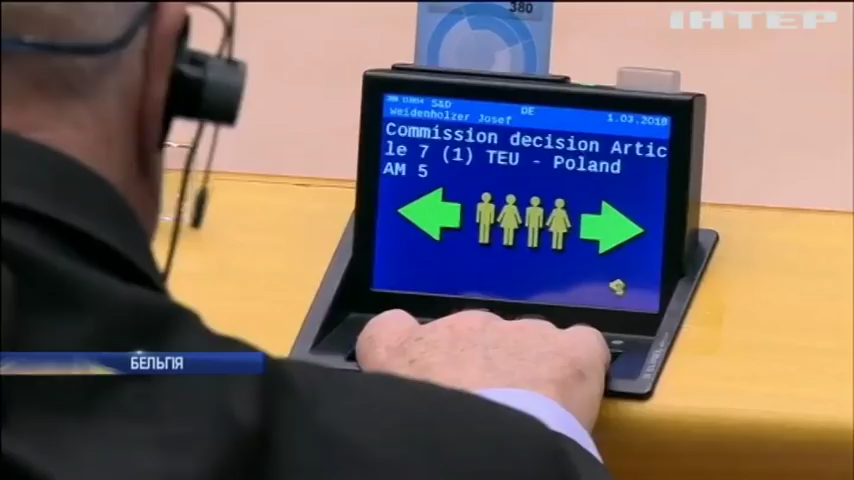 380
ІНТЕР
S&D
DE
Weidenholzer Josef
1.03.2018
Commission decision Artic
le 7 (1) TEU - Poland
AM 5
БЕЛЬГІЯ